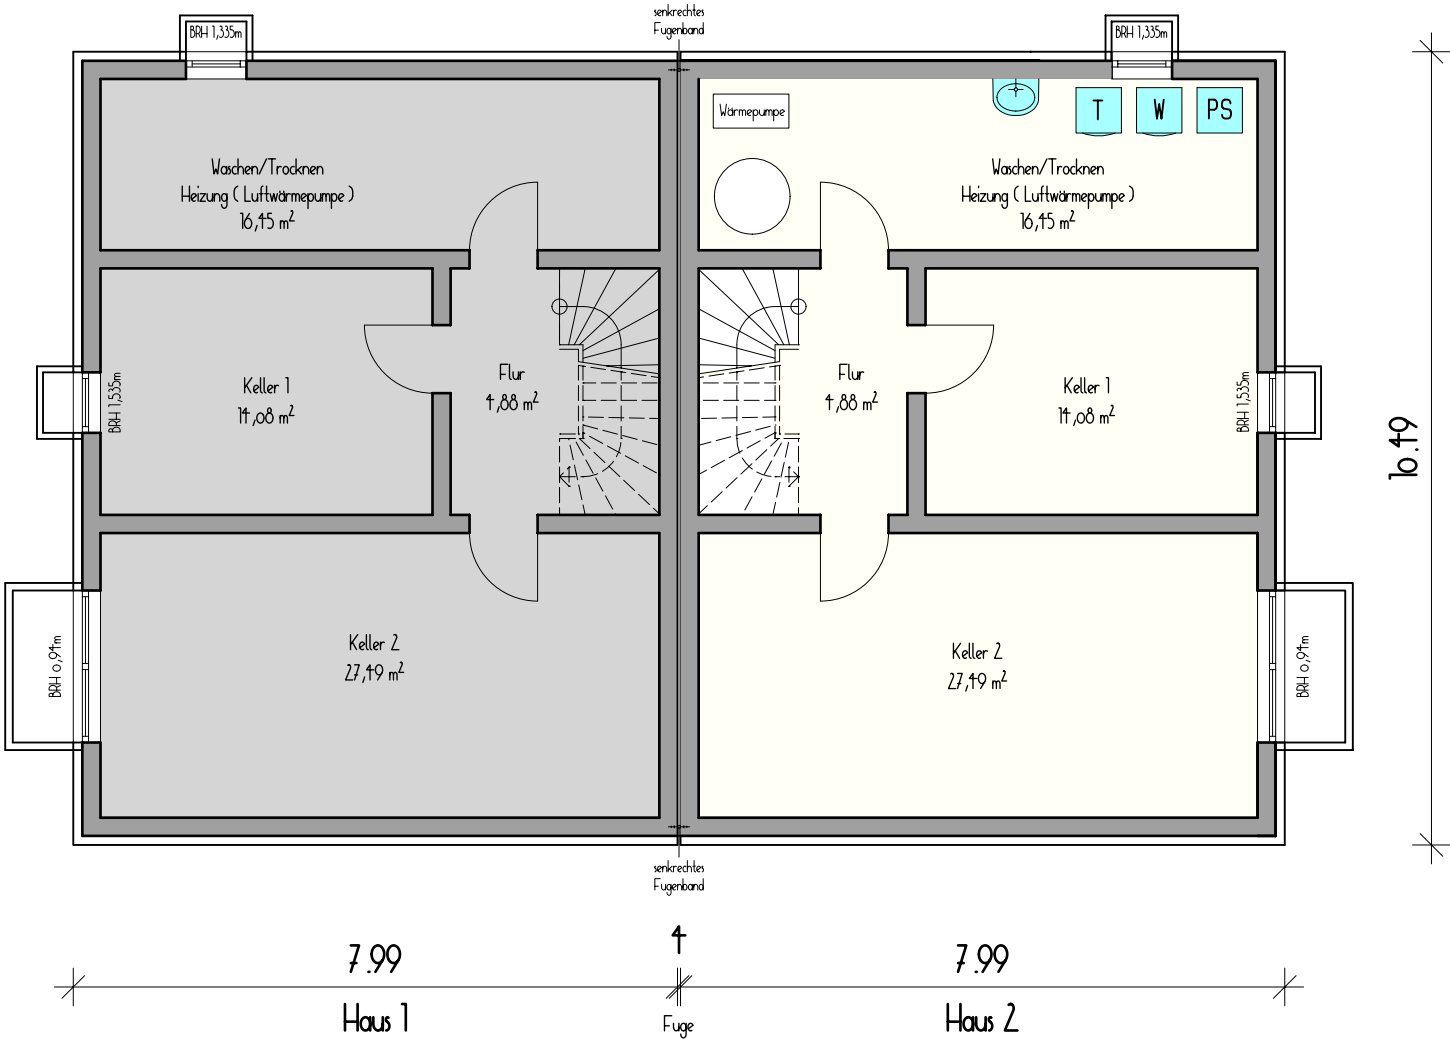 senkrechtes
Fugenband
BRH 1,335m
BRH 1,335m
Wärmepumpe
T
W
PS
Waschen/Trocknen
Heizung ( Luftwärmepumpe )
16,45 m²
Waschen/Trocknen
Heizung ( Luftwärmepumpe )
16,45 m²
BRH 1,535m
Keller 1
14,08 m²
Flur
4,88 m²
Flur
4,88 m²
Keller 1
14,08 m²
BRH 1,535m
10.49
BRH 0,94m
Keller 2
27,49 m²
Keller 2
27,49 m²
BRH 0,94m
senkrechtes
Fugenband
7.99
4
7.99
Haus 1
Fuge
Haus 2